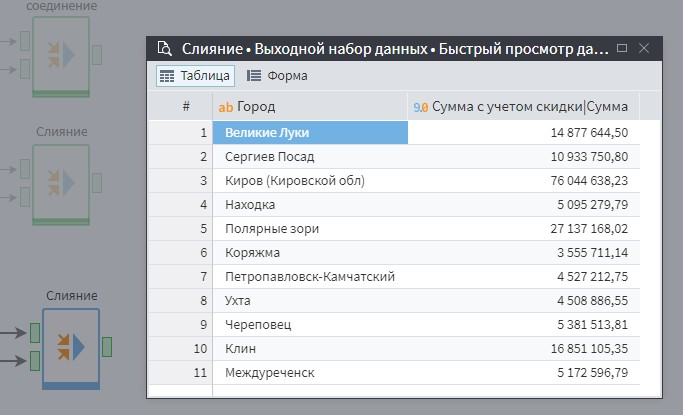 соединение
Слияние
Слияние
Слияние • Выходной набор данных • Быстрый просмотр да...
Таблица Форма
# ab Город 9.0 Сумма с учетом скидки|Сумма
1 Великие Луки 14 877 644,50
2 Сергиев Посад 10 933 750,80
3 Киров (Кировской обл) 76 044 638,23
4 Находка 5 095 279,79
5 Полярные зори 27 137 168,02
6 Коряжма 3 555 711,14
7 Петропавловск-Камчатский 4 527 212,75
8 Ухта 4 508 886,55
9 Череповец 5 381 513,81
10 Клин 16 851 105,35
11 Междуреченск 5 172 596,79